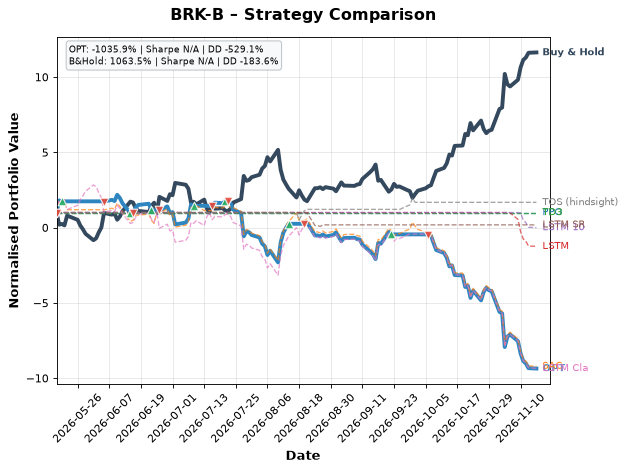 BRK-B – Strategy Comparison
OPT: -1035.9% | Sharpe N/A | DD -529.1%
B&Hold: 1063.5% | Sharpe N/A | DD -183.6%
Buy & Hold
TOS (hindsight)
LSTM SR
LSTM
Normalised Portfolio Value
10
5
0
−5
−10
2026-05-26
2026-06-07
2026-06-19
2026-07-01
2026-07-13
2026-07-25
2026-08-06
2026-08-18
2026-08-30
2026-09-11
2026-09-23
2026-10-05
2026-10-17
2026-10-29
2026-11-10
Date